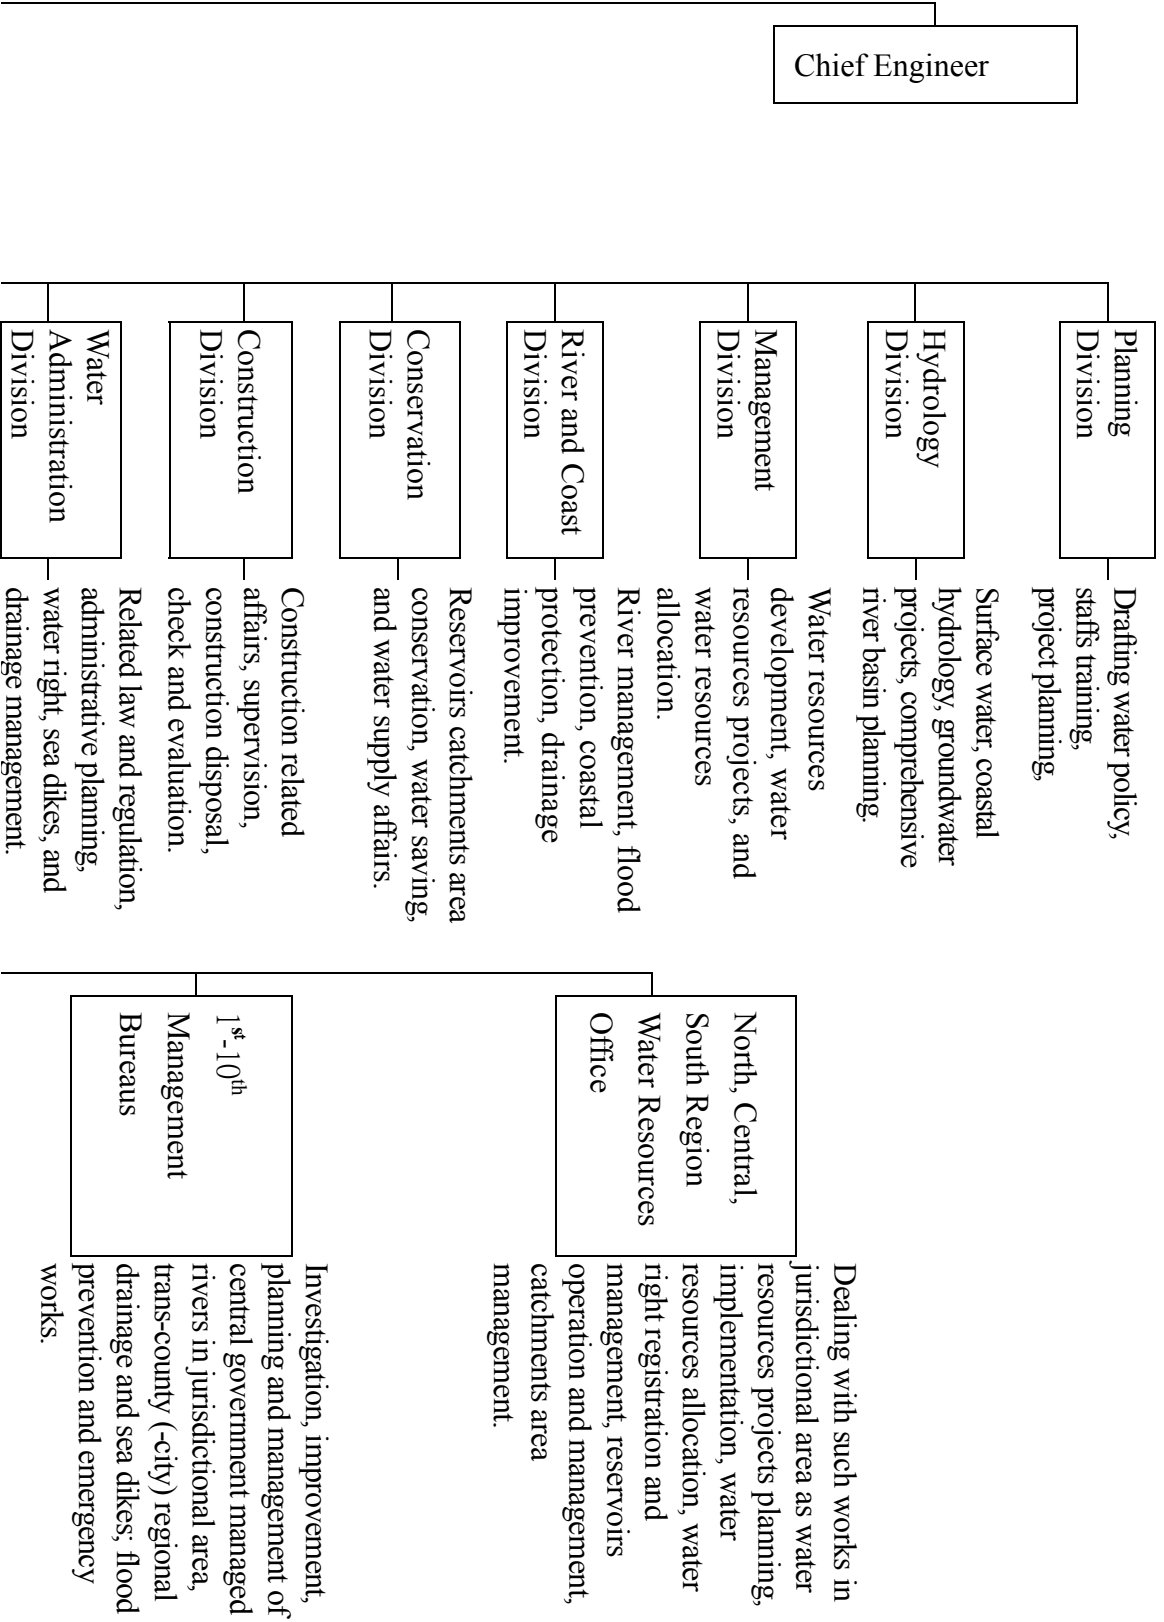 Chief Engineer
Planning
Division
Drafting water policy,
staffs training,
project planning,
Hydrology
Division
Surface water, coastal
hydrology, groundwater
projects, comprehensive
river basin planning.
Management
Division
Water resources
development, water
resources projects, and
water resources
allocation.
River and Coast
Division
River management, flood
prevention, coastal
protection, drainage
improvement.
Conservation
Division
Reservoirs catchments area
conservation, water saving,
and water supply affairs.
Construction
Division
Construction related
affairs, supervision,
construction disposal,
check and evaluation.
Water
Administration
Division
Related law and regulation,
administrative planning,
water right, sea dikes, and
drainage management.
North, Central,
South Region
Water Resources
Office
Dealing with such works in
jurisdictional area as water
resources projects planning,
implementation, water
resources allocation, water
right registration and
management, reservoirs
operation and management,
catchments area
management.
1st-10th
Management
Bureaus
Investigation, improvement,
planning and management of
central government managed
rivers in jurisdictional area,
trans-county (-city) regional
drainage and sea dikes; flood
prevention and emergency
works.